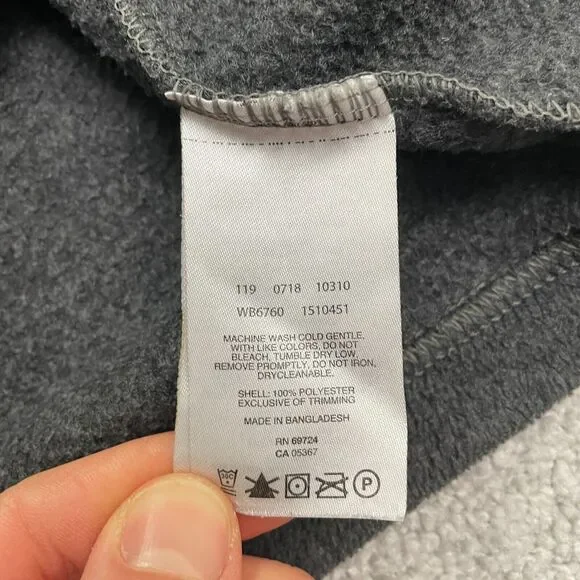 119 0718 10310
WB6760 1510451
MACHINE WASH COLD GENTLE,
WITH LIKE COLORS, DO NOT
BLEACH, TUMBLE DRY LOW,
REMOVE PROMPTLY, DO NOT IRON,
DRYCLEANABLE.
SHELL: 100% POLYESTER
EXCLUSIVE OF TRIMMING
MADE IN BANGLADESH
RN 69724
CA 05367
30C P